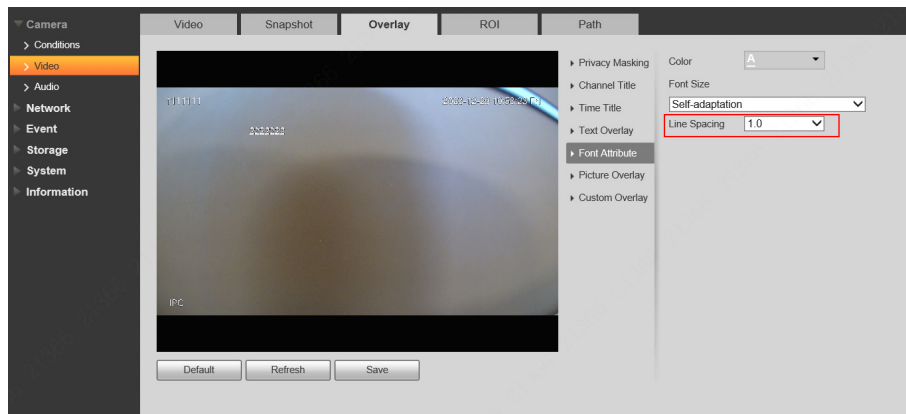 Camera
Conditions
Video
Audio
Network
Event
Storage
System
Information
Video Snapshot Overlay ROI Path
1111111
IPC
Default Refresh Save
Privacy Masking
Channel Title
Time Title
Text Overlay
Font Attribute
Picture Overlay
Custom Overlay
Color A
Font Size
Self-adaptation
Line Spacing 1.0